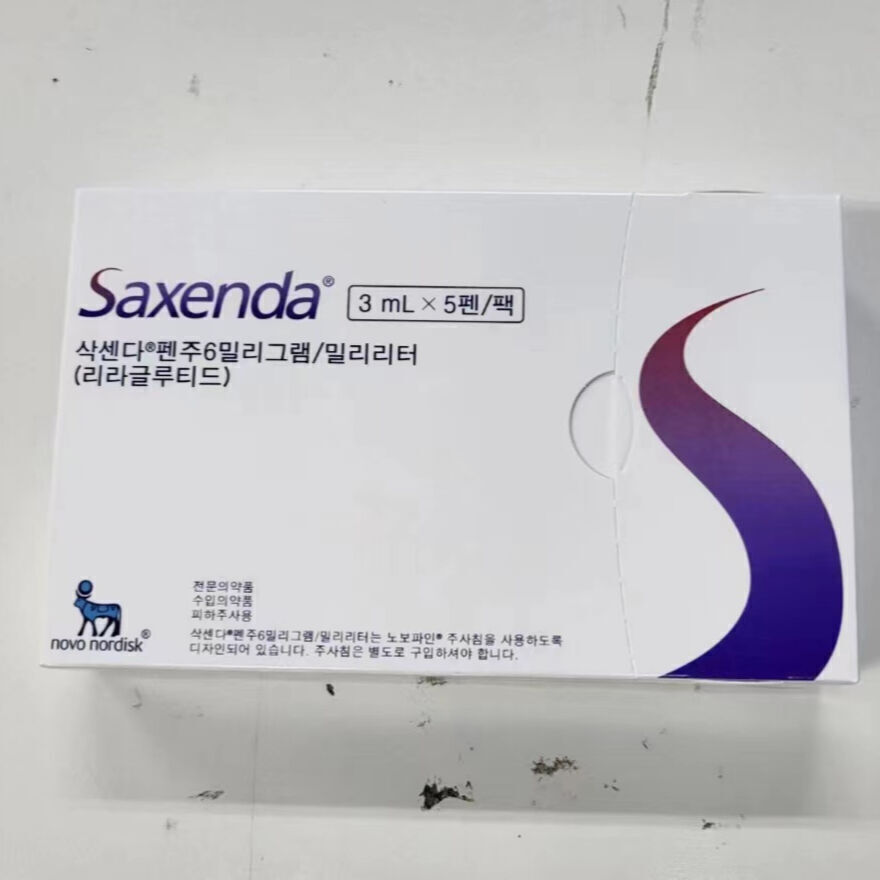 Saxenda® 3 mL × 5펜/팩
삭센다®펜주6밀리그램/밀리리터
(리라글루티드)
전문의약품
수입의약품
피하주사용
삭센다®펜주6밀리그램/밀리리터는 노보파인® 주사침을 사용하도록
디자인되어 있습니다. 주사침은 별도로 구입하셔야 합니다.
novo nordisk®